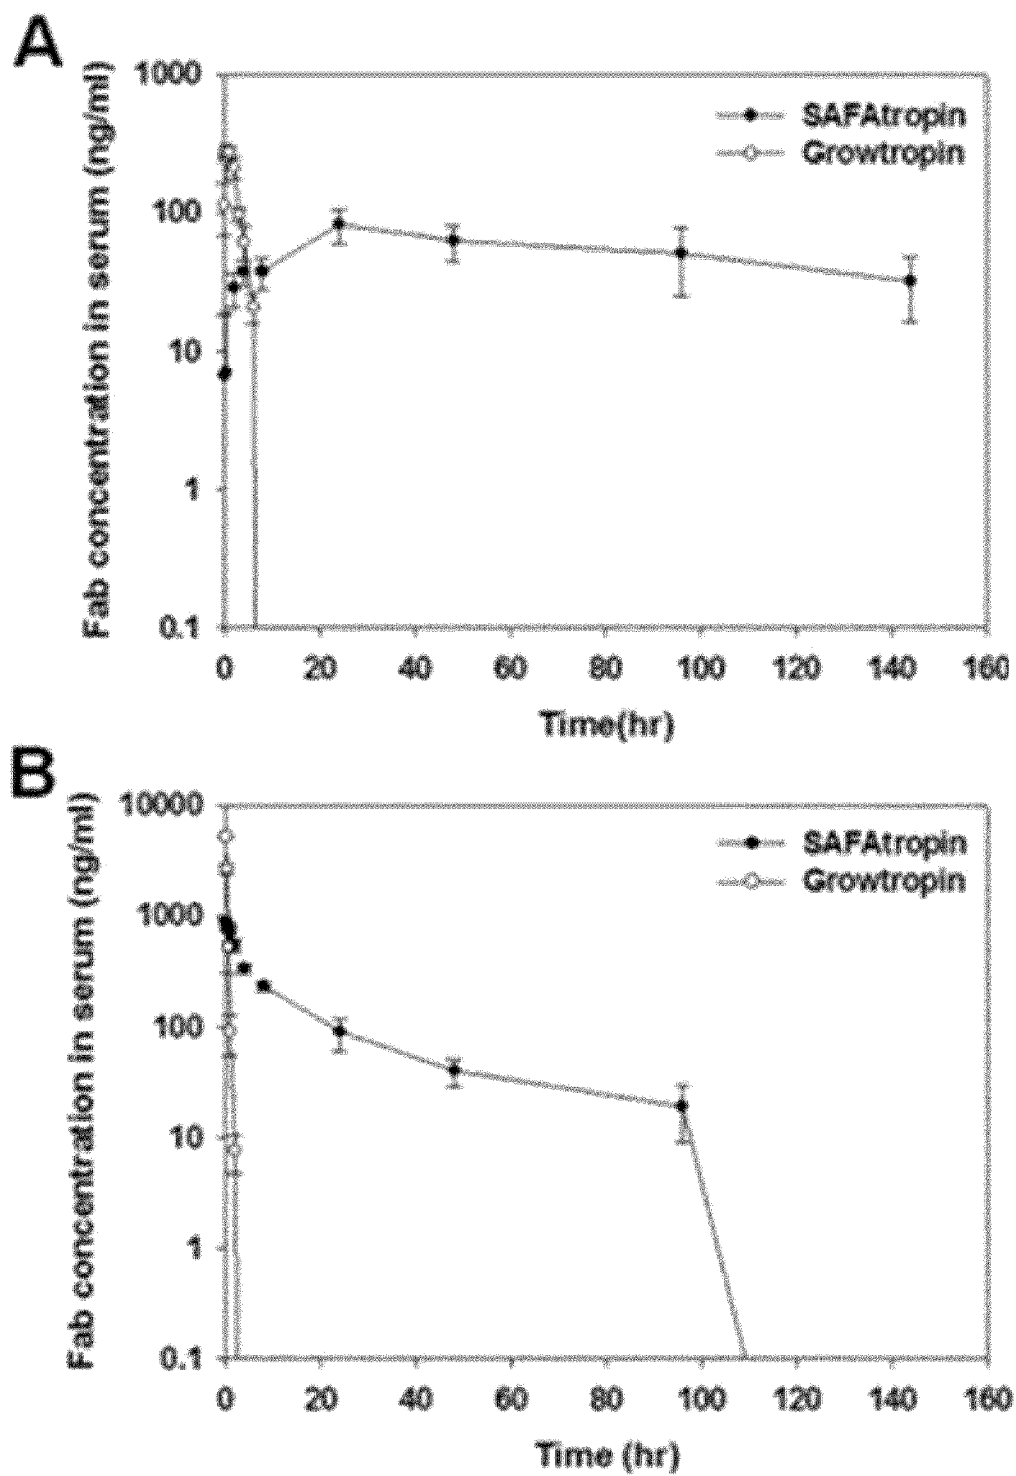 A
Fab concentration in serum (ng/ml)
1000
100
10
1
0.1
SAFAtropin
Growtropin
0 20 40 60 80 100 120 140 160
Time(hr)
B
Fab concentration in serum (ng/ml)
10000
1000
100
10
1
0.1
SAFAtropin
Growtropin
0 20 40 60 80 100 120 140 160
Time (hr)